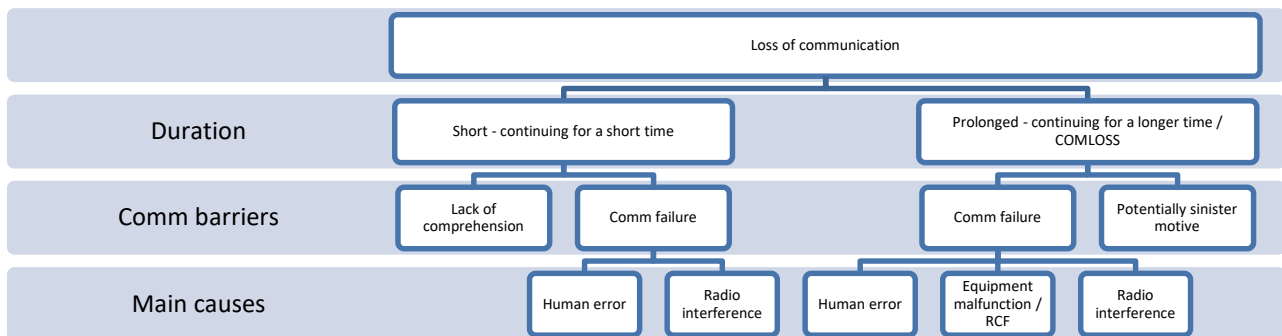 Loss of communication
Duration
Short - continuing for a short time
Prolonged - continuing for a longer time /
COMLOSS
Comm barriers
Lack of
comprehension
Comm failure
Comm failure
Potentially sinister
motive
Main causes
Human error
Radio
interference
Human error
Equipment
malfunction /
RCF
Radio
interference